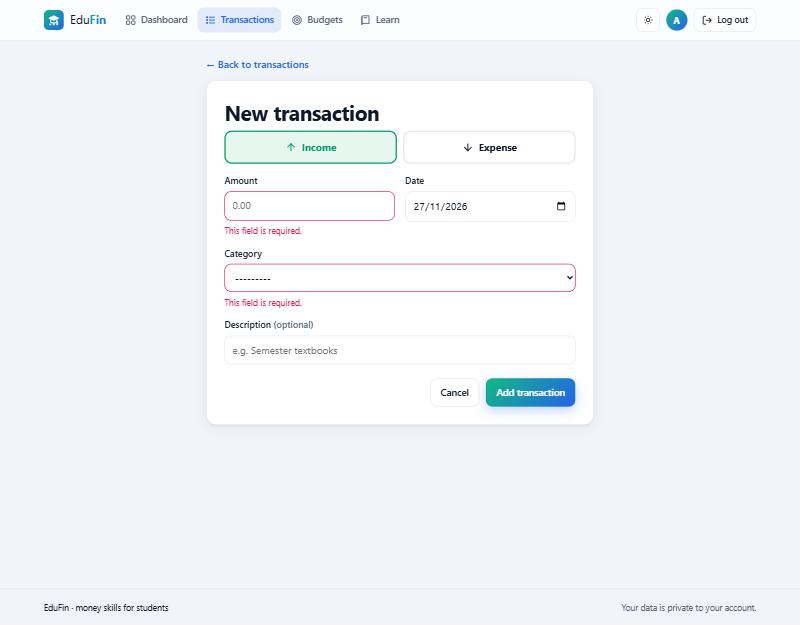 EduFin Dashboard Transactions Budgets Learn A Log out
← Back to transactions
New transaction
↑ Income ↓ Expense
Amount Date
0.00 27/11/2026
This field is required.
Category
---------
This field is required.
Description (optional)
e.g. Semester textbooks
Cancel Add transaction
EduFin · money skills for students Your data is private to your account.